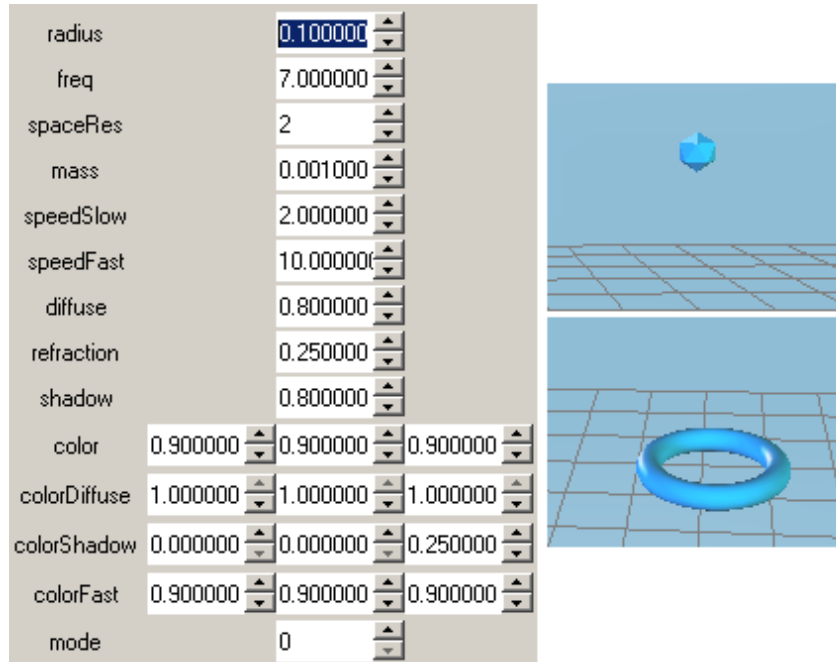 radius 0.100000
freq 7.000000
spaceRes 2
mass 0.001000
speedSlow 2.000000
speedFast 10.000000
diffuse 0.800000
refraction 0.250000
shadow 0.800000
color 0.900000 0.900000 0.900000
colorDiffuse 1.000000 1.000000 1.000000
colorShadow 0.000000 0.000000 0.250000
colorFast 0.900000 0.900000 0.900000
mode 0